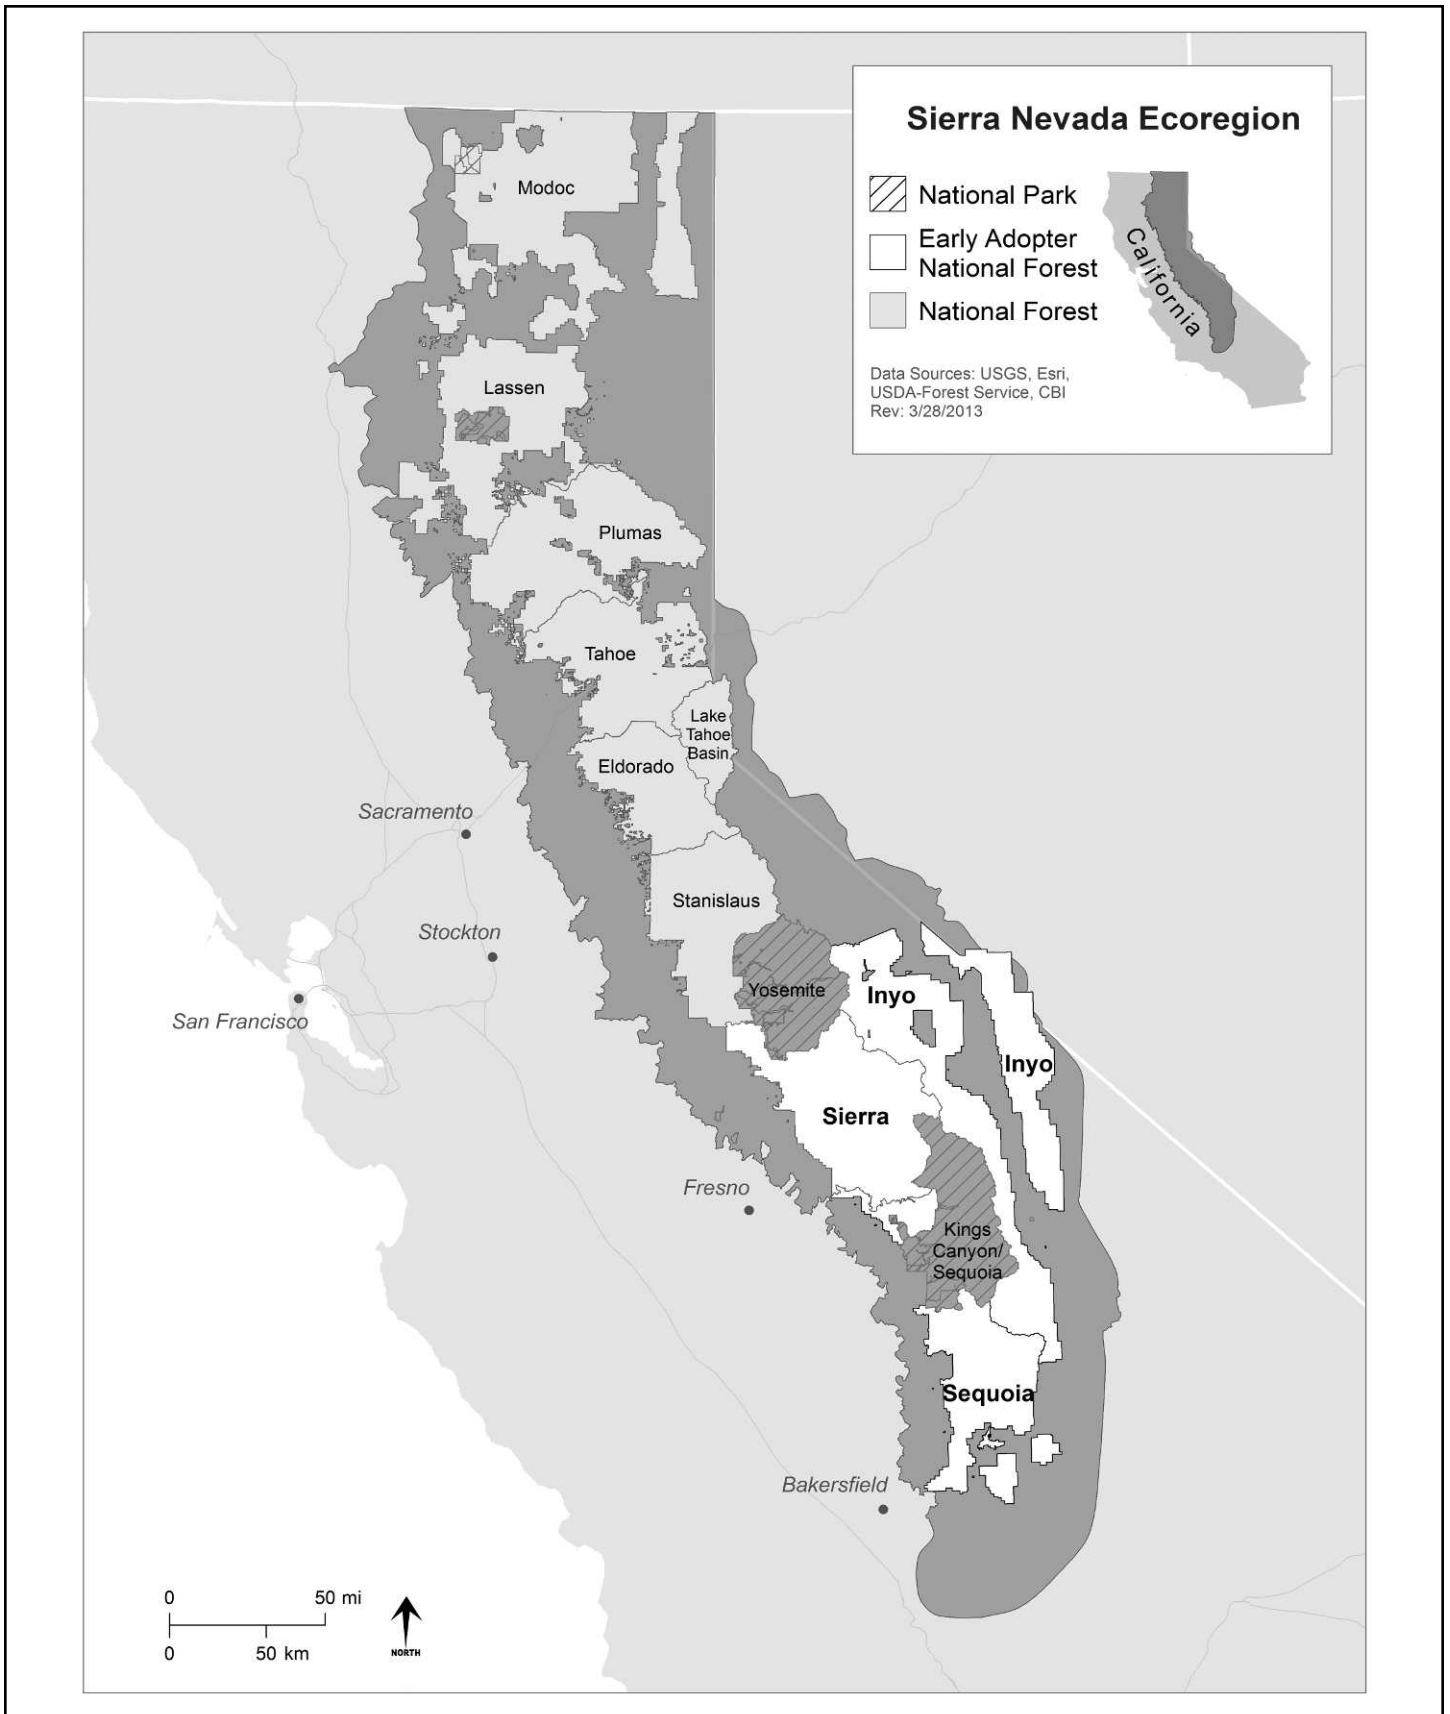 Sierra Nevada Ecoregion
National Park
Early Adopter
National Forest
National Forest
Data Sources: USGS, Esri,
USDA-Forest Service, CBI
Rev: 3/28/2013
California
Modoc
Lassen
Plumas
Tahoe
Lake
Tahoe
Basin
Eldorado
Sacramento
Stanislaus
Stockton
Yosemite
Inyo
San Francisco
Inyo
Sierra
Fresno
Kings
Canyon/
Sequoia
Sequoia
Bakersfield
0 50 mi
0 50 km
NORTH